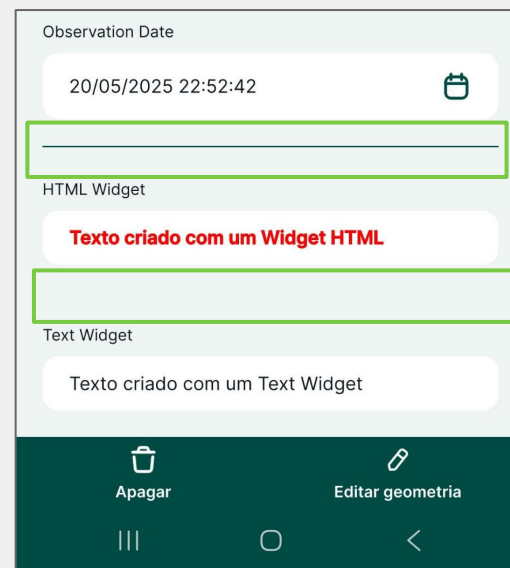 Observation Date
20/05/2025 22:52:42
HTML Widget
Texto criado com um Widget HTML
Text Widget
Texto criado com um Text Widget
Apagar
Editar geometria